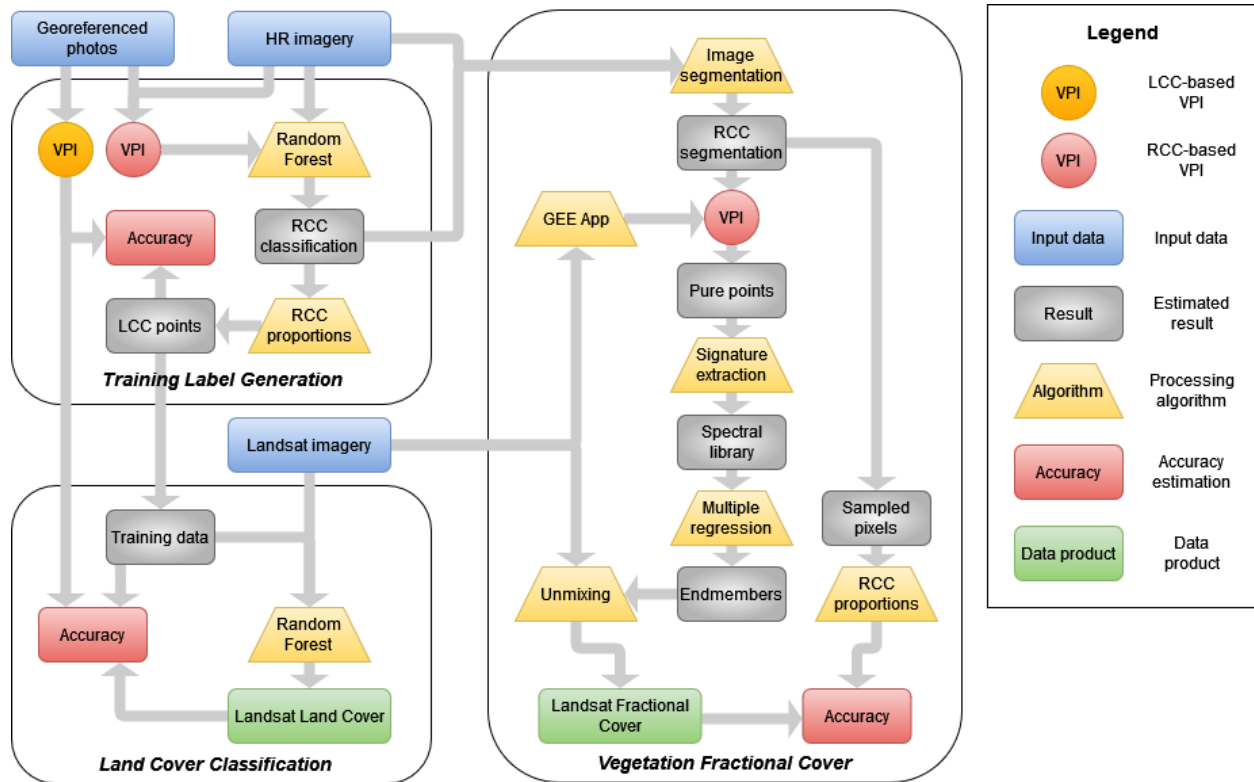 Georeferenced
photos
HR imagery
VPI
VPI
Random
Forest
Accuracy
RCC
classification
LCC points
RCC
proportions
Training Label Generation
Landsat imagery
Training data
Accuracy
Random
Forest
Landsat Land Cover
Land Cover Classification
Image
segmentation
RCC
segmentation
GEE App
VPI
Pure points
Signature
extraction
Spectral
library
Multiple
regression
Sampled
pixels
Unmixing
Endmembers
RCC
proportions
Landsat Fractional
Cover
Accuracy
Vegetation Fractional Cover
Legend
VPI
LCC-based
VPI
VPI
RCC-based
VPI
Input data
Input data
Result
Estimated
result
Algorithm
Processing
algorithm
Accuracy
Accuracy
estimation
Data product
Data
product